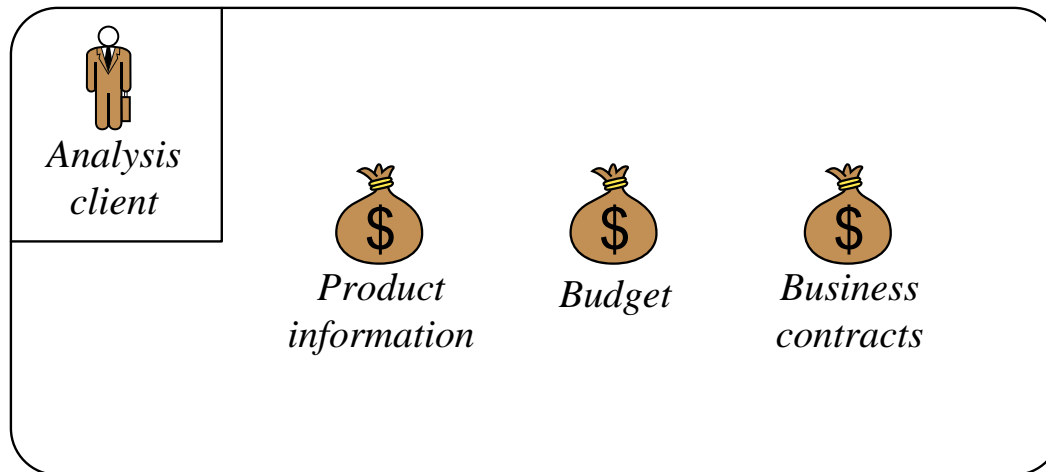 Analysis
client
$
Product
information
$
Budget
$
Business
contracts